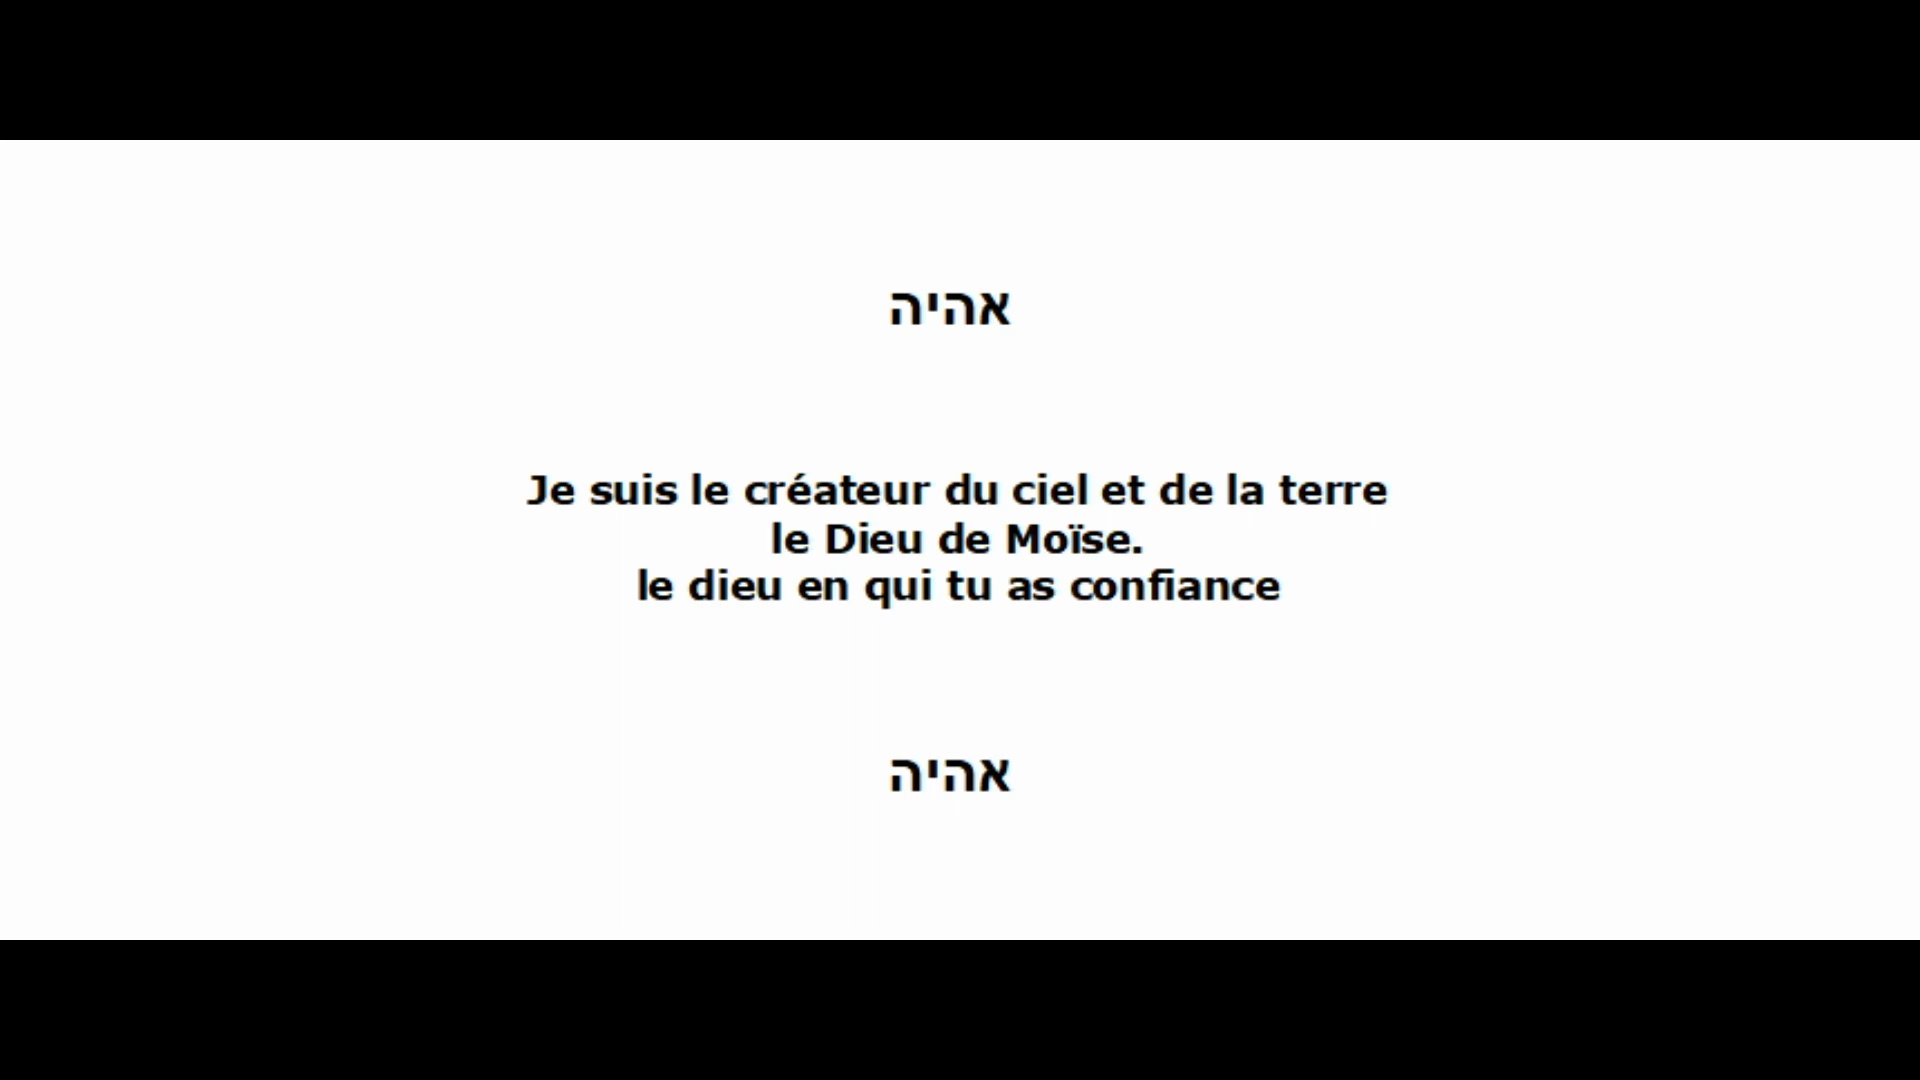 אהיה
Je suis le créateur du ciel et de la terre
le Dieu de Moïse.
le dieu en qui tu as confiance
אהיה